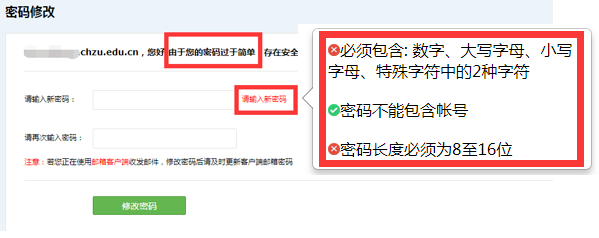 密码修改
.chzu.edu.cn，您好 由于您的密码过于简单，存在安全
请输入新密码：
请输入新密码
请再次输入密码：
注意：若您正在使用邮箱客户端收发邮件，修改密码后请及时更新客户端邮箱密码
修改密码
必须包含: 数字、大写字母、小写
字母、特殊字符中的2种字符
密码不能包含帐号
密码长度必须为8至16位